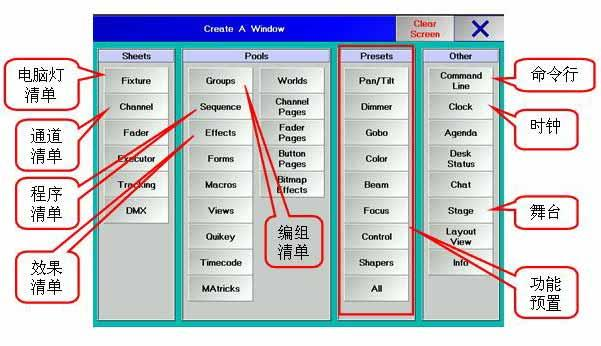 Create A Window
Clear
Screen
Sheets
Fixture
Channel
Fader
Executor
Tracking
DMX
Pools
Groups
Sequence
Effects
Forms
Macros
Views
Quikey
Timecode
MAtricks
Worlds
Channel
Pages
Fader
Pages
Button
Pages
Bitmap
Effects
Presets
Pan/Tilt
Dimmer
Gobo
Color
Beam
Focus
Control
Shapers
All
Other
Command
Line
Clock
Agenda
Desk
Status
Chat
Stage
Layout
View
Info
电脑灯
清单
通道
清单
程序
清单
效果
清单
编组
清单
命令行
时钟
舞台
功能
预置